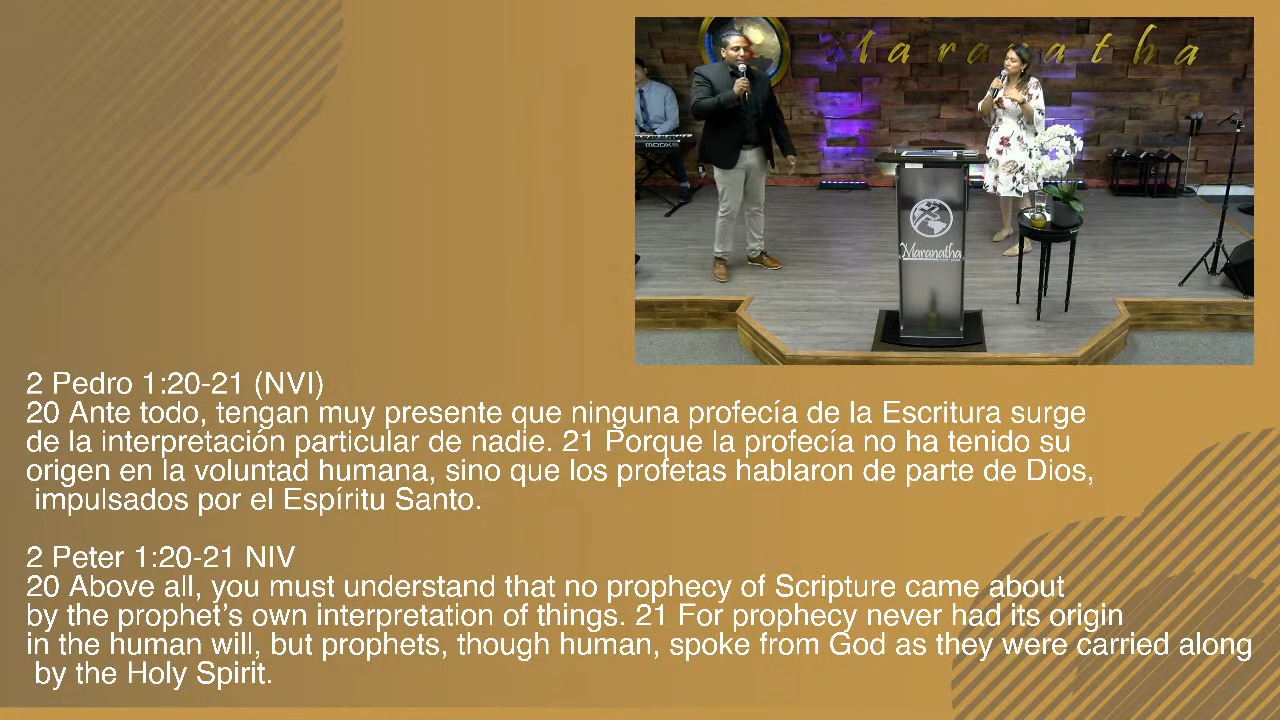 Maranatha
MODX8
Maranatha
2 Pedro 1:20-21 (NVI)
20 Ante todo, tengan muy presente que ninguna profecía de la Escritura surge
de la interpretación particular de nadie. 21 Porque la profecía no ha tenido su
origen en la voluntad humana, sino que los profetas hablaron de parte de Dios,
impulsados por el Espíritu Santo.
2 Peter 1:20-21 NIV
20 Above all, you must understand that no prophecy of Scripture came about
by the prophet’s own interpretation of things. 21 For prophecy never had its origin
in the human will, but prophets, though human, spoke from God as they were carried along
by the Holy Spirit.